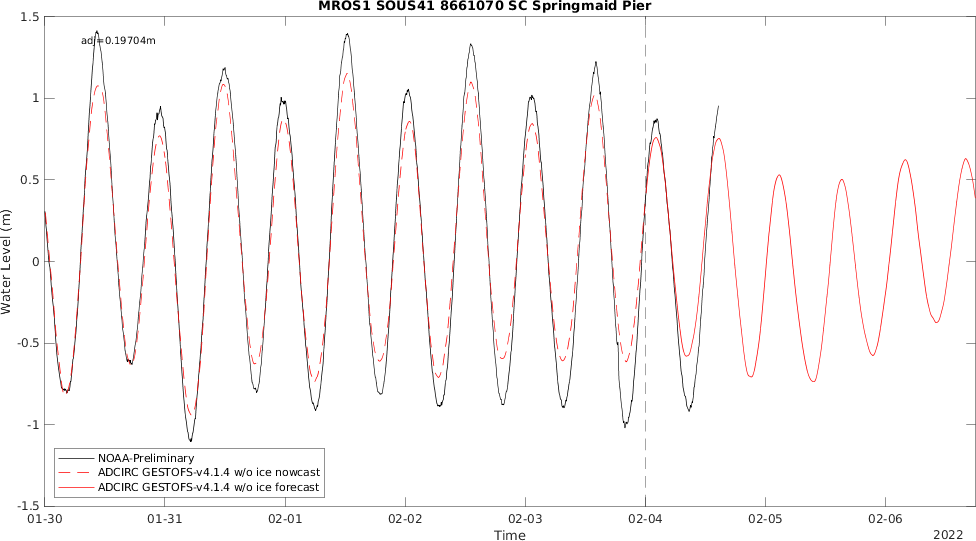 MROS1 SOUS41 8661070 SC Springmaid Pier
adj=0.19704m
1.5
1
0.5
0
-0.5
-1
-1.5
Water Level (m)
NOAA-Preliminary
ADCIRC GESTOFS-v4.1.4 w/o ice nowcast
ADCIRC GESTOFS-v4.1.4 w/o ice forecast
01-30 01-31 02-01 02-02 02-03 02-04 02-05 02-06
Time
2022